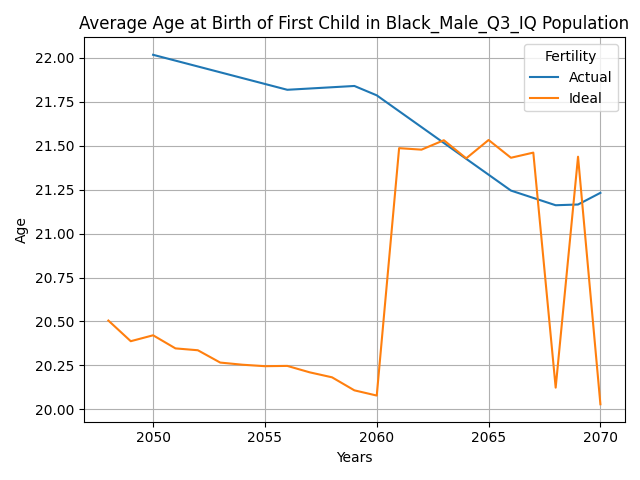 Average Age at Birth of First Child in Black_Male_Q3_IQ Population
Fertility
Actual
Ideal
22.00
21.75
21.50
21.25
21.00
20.75
20.50
20.25
20.00
Age
2050 2055 2060 2065 2070
Years